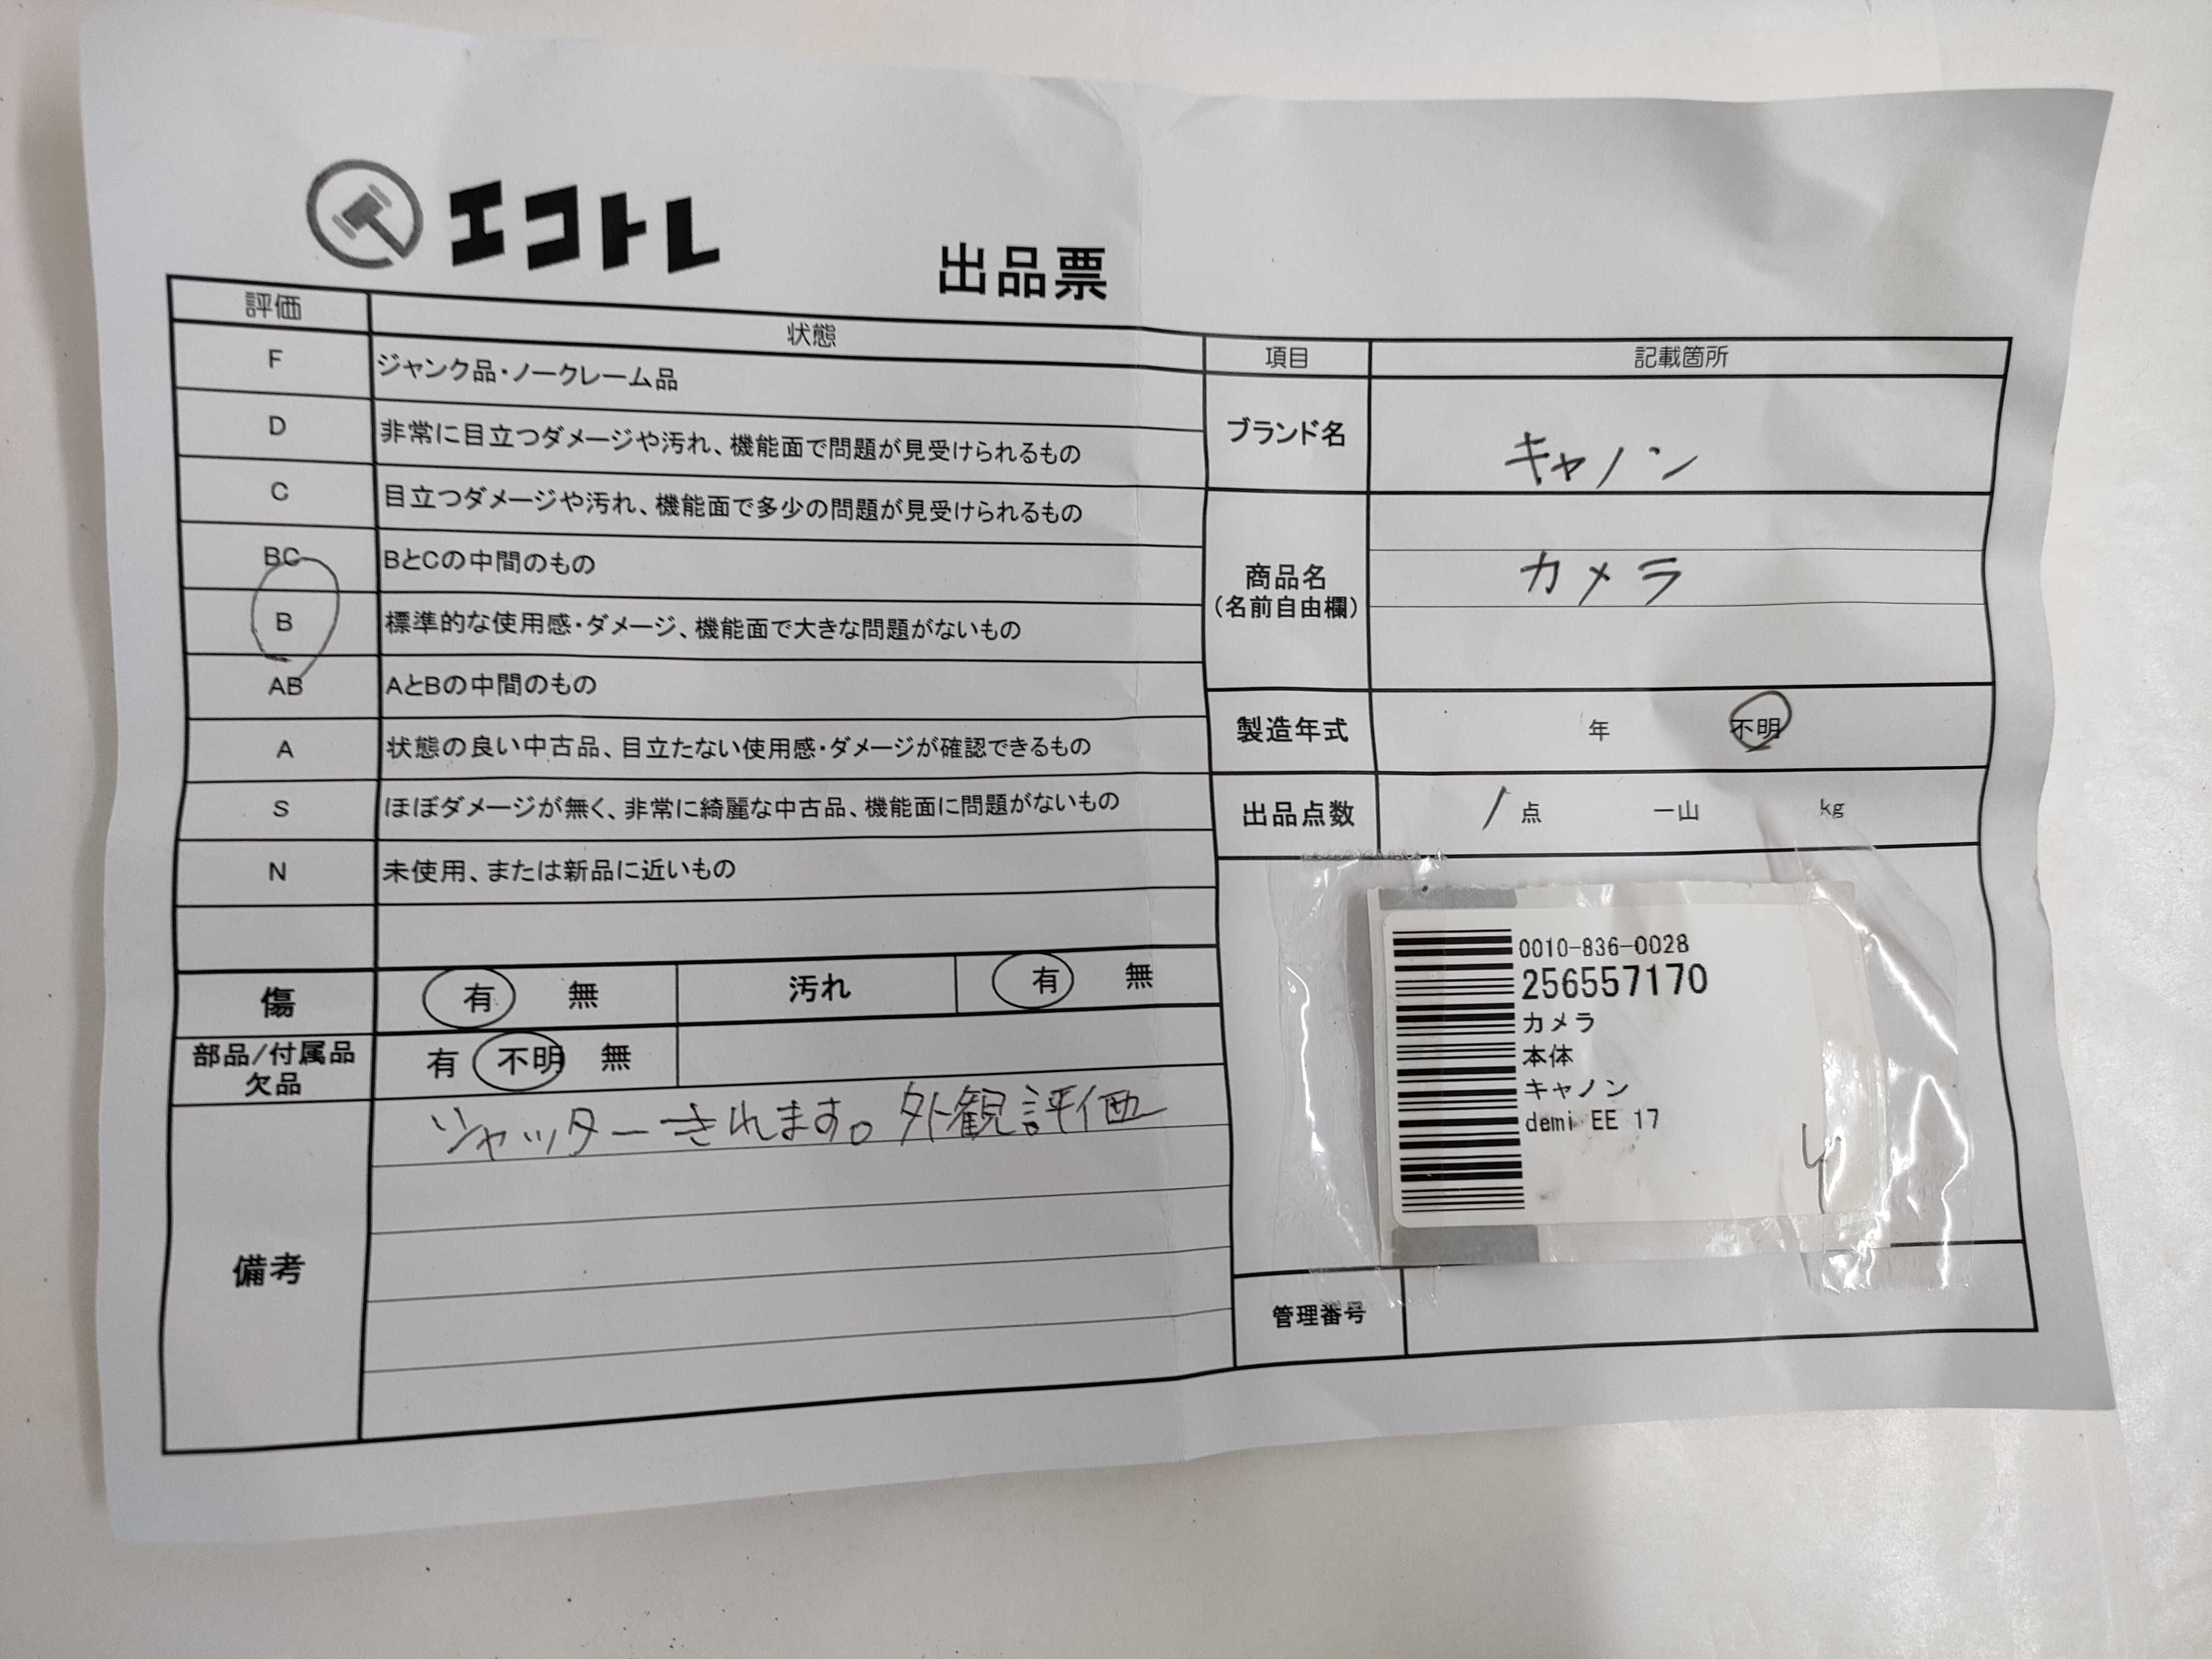 エコトレ
出品票
評価 状態
F ジャンク品・ノークレーム品
D 非常に目立つダメージや汚れ、機能面で問題が見受けられるもの
C 目立つダメージや汚れ、機能面で多少の問題が見受けられるもの
BC BとCの中間のもの
B 標準的な使用感・ダメージ、機能面で大きな問題がないもの
AB AとBの中間のもの
A 状態の良い中古品、目立たない使用感・ダメージが確認できるもの
S ほぼダメージが無く、非常に綺麗な中古品、機能面に問題がないもの
N 未使用、または新品に近いもの
傷 有 無 汚れ 有 無
部品/付属品
欠品
有 不明 無
備考
シャッターきれます。外観評価
項目 記載箇所
ブランド名 キャノン
商品名
(名前自由欄)
カメラ
製造年式 年 不明
出品点数 1 点 一山 kg
0010-836-0028
256557170
カメラ
本体
キャノン
demi EE 17
管理番号